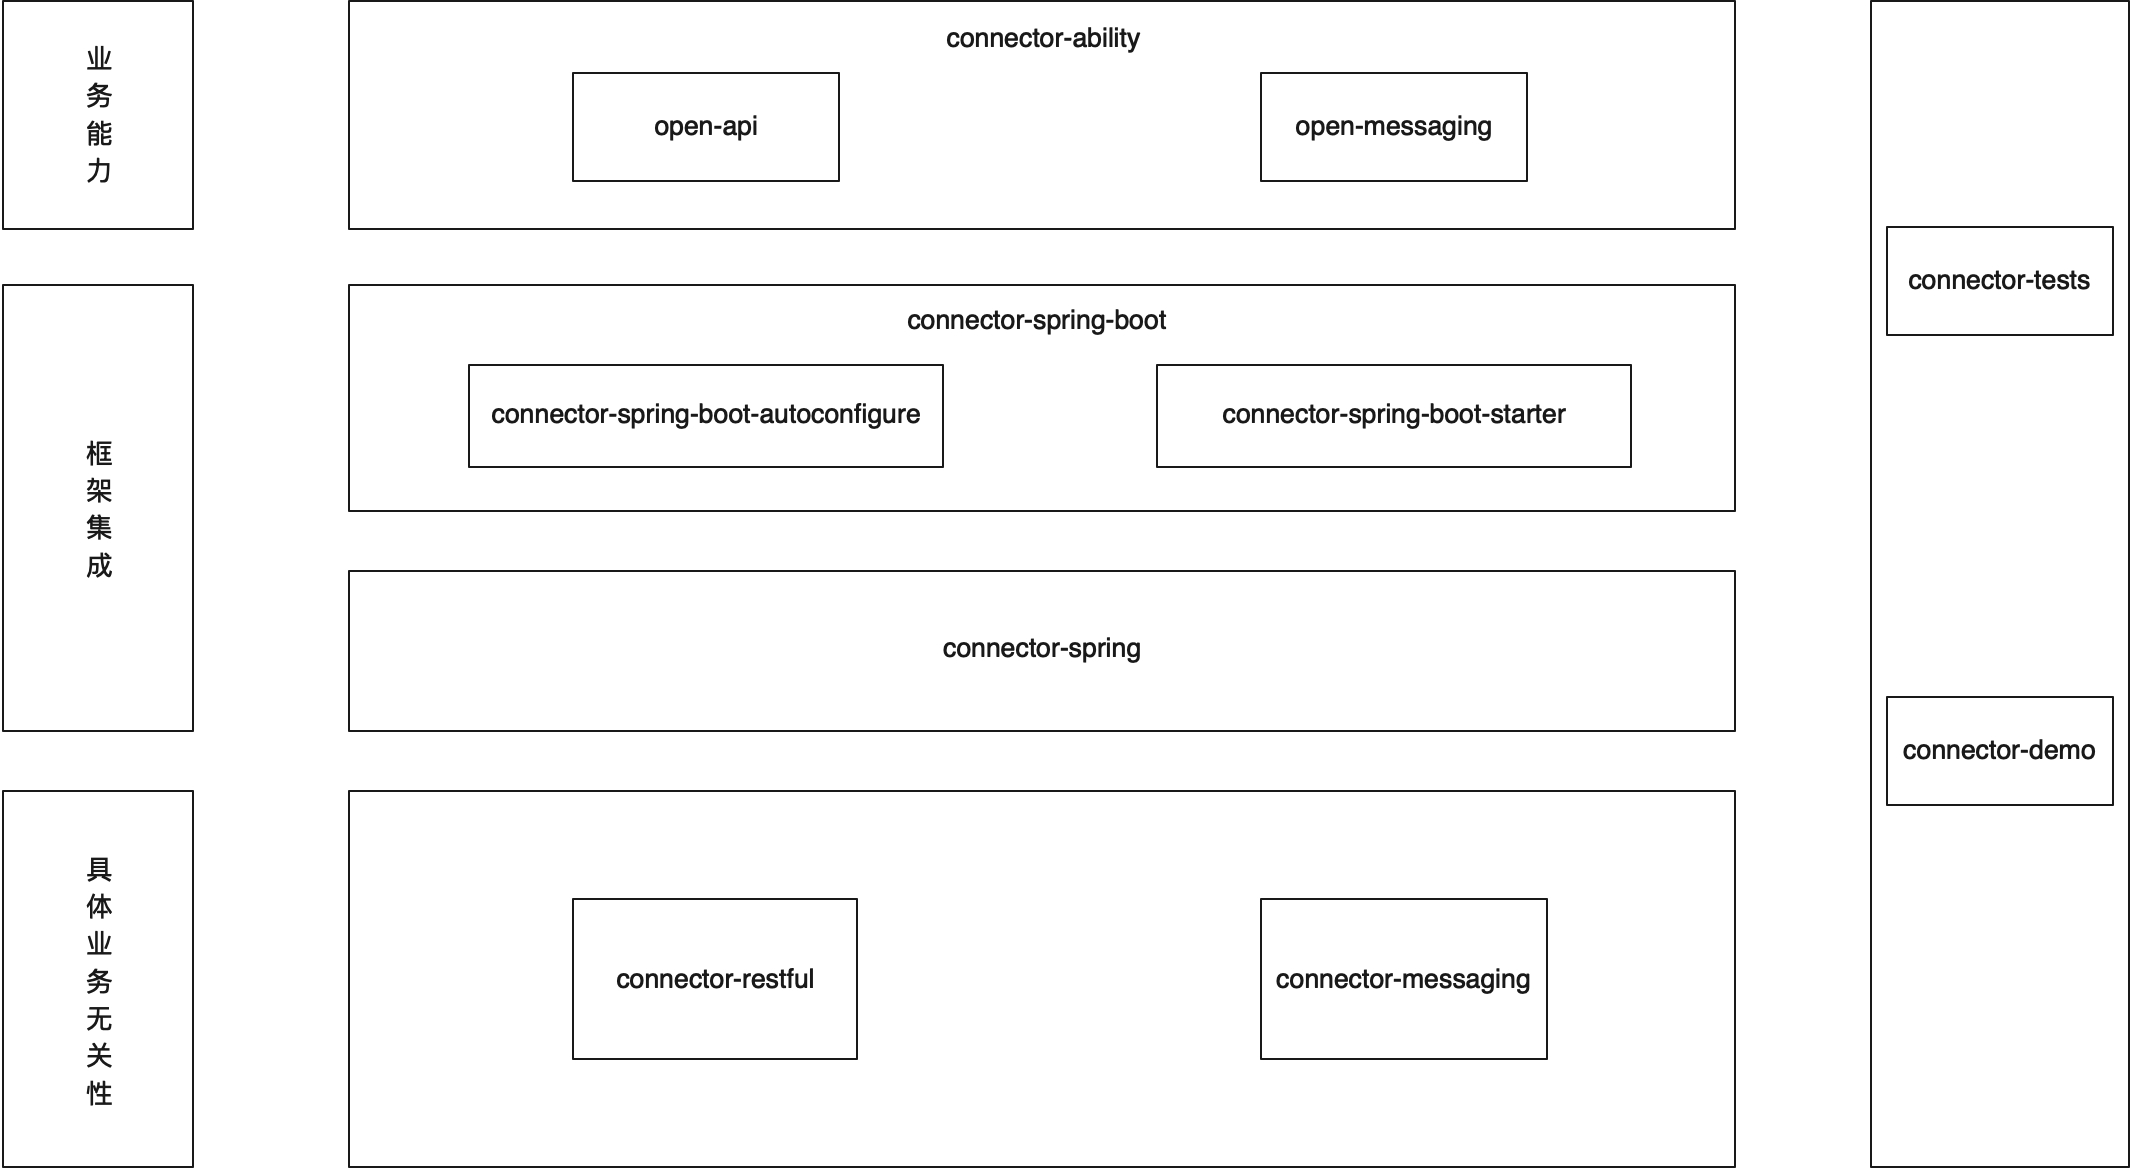 业
务
能
力
connector-ability
open-api
open-messaging
框
架
集
成
connector-spring-boot
connector-spring-boot-autoconfigure
connector-spring-boot-starter
connector-spring
具
体
业
务
无
关
性
connector-restful
connector-messaging
connector-tests
connector-demo